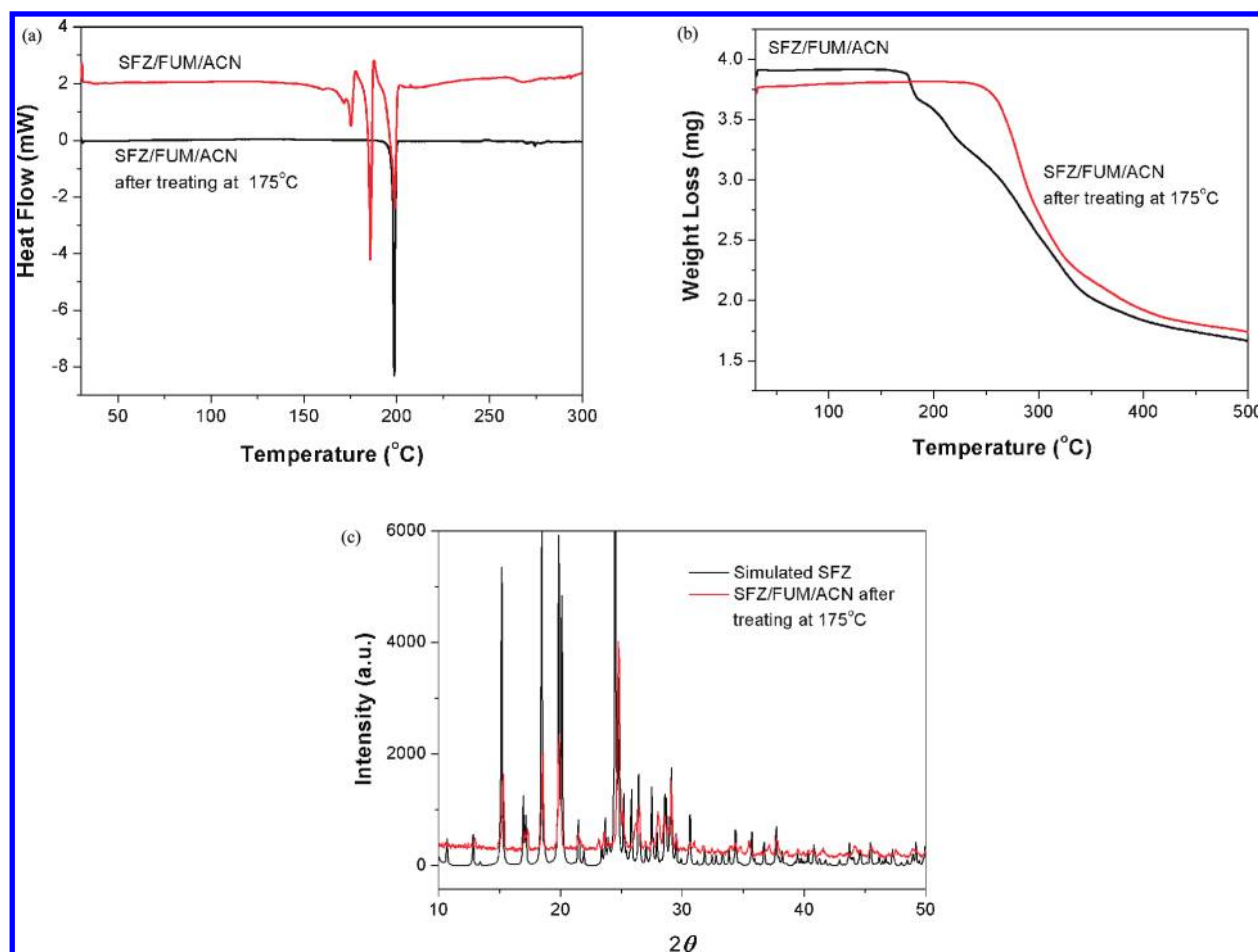 (a)
4
2
0
-2
-4
-6
-8
Heat Flow (mW)
SFZ/FUM/ACN
SFZ/FUM/ACN
after treating at 175°C
50
100
150
200
250
300
Temperature (°C)
(b)
4.0
3.5
3.0
2.5
2.0
1.5
Weight Loss (mg)
SFZ/FUM/ACN
SFZ/FUM/ACN
after treating at 175°C
100
200
300
400
500
Temperature (°C)
(c)
6000
4000
2000
0
Intensity (a.u.)
Simulated SFZ
SFZ/FUM/ACN after
treating at 175°C
10
20
30
40
50
2θ